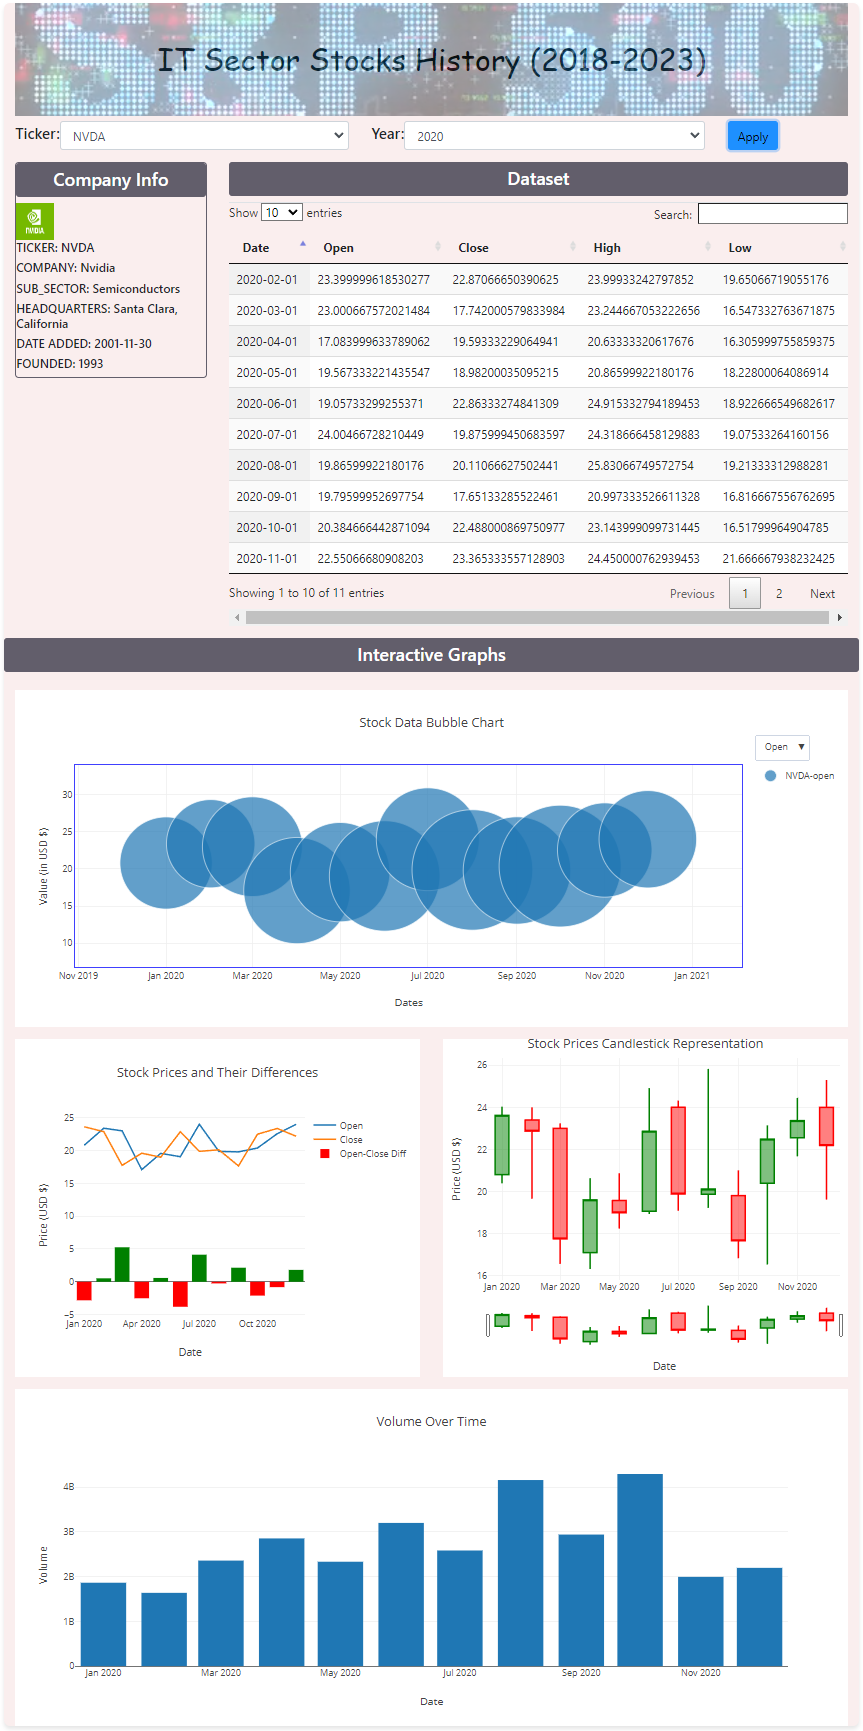 S&P 500
IT Sector Stocks History (2018-2023)
Ticker: NVDA Year: 2020 Apply
Company Info
NVIDIA
TICKER: NVDA
COMPANY: Nvidia
SUB_SECTOR: Semiconductors
HEADQUARTERS: Santa Clara,
California
DATE ADDED: 2001-11-30
FOUNDED: 1993
Dataset
Show 10 entries Search:
Date Open Close High Low
2020-02-01 23.399999618530277 22.87066650390625 23.99933242797852 19.65066719055176
2020-03-01 23.000667572021484 17.742000579833984 23.244667053222656 16.547332763671875
2020-04-01 17.083999633789062 19.59333229064941 20.63333320617676 16.305999755859375
2020-05-01 19.567333221435547 18.98200035095215 20.86599922180176 18.22800064086914
2020-06-01 19.05733299255371 22.86333274841309 24.915332794189453 18.922666549682617
2020-07-01 24.00466728210449 19.875999450683597 24.318666458129883 19.07533264160156
2020-08-01 19.86599922180176 20.11066627502441 25.83066749572754 19.21333312988281
2020-09-01 19.79599952697754 17.65133285522461 20.997333526611328 16.816667556762695
2020-10-01 20.384666442871094 22.488000869750977 23.143999099731445 16.51799964904785
2020-11-01 22.55066680908203 23.365333557128903 24.450000762939453 21.666667938232425
Showing 1 to 10 of 11 entries Previous 1 2 Next
Interactive Graphs
Stock Data Bubble Chart
Open ▼
NVDA-open
30
25
20
15
10
Value (in USD $)
Nov 2019 Jan 2020 Mar 2020 May 2020 Jul 2020 Sep 2020 Nov 2020 Jan 2021
Dates
Stock Prices and Their Differences
25
20
15
10
5
0
−5
Price (USD $)
Open
Close
Open-Close Diff
Jan 2020 Apr 2020 Jul 2020 Oct 2020
Date
Stock Prices Candlestick Representation
26
24
22
20
18
16
Price (USD $)
Jan 2020 Mar 2020 May 2020 Jul 2020 Sep 2020 Nov 2020
Date
Volume Over Time
4B
3B
2B
1B
0
Volume
Jan 2020 Mar 2020 May 2020 Jul 2020 Sep 2020 Nov 2020
Date